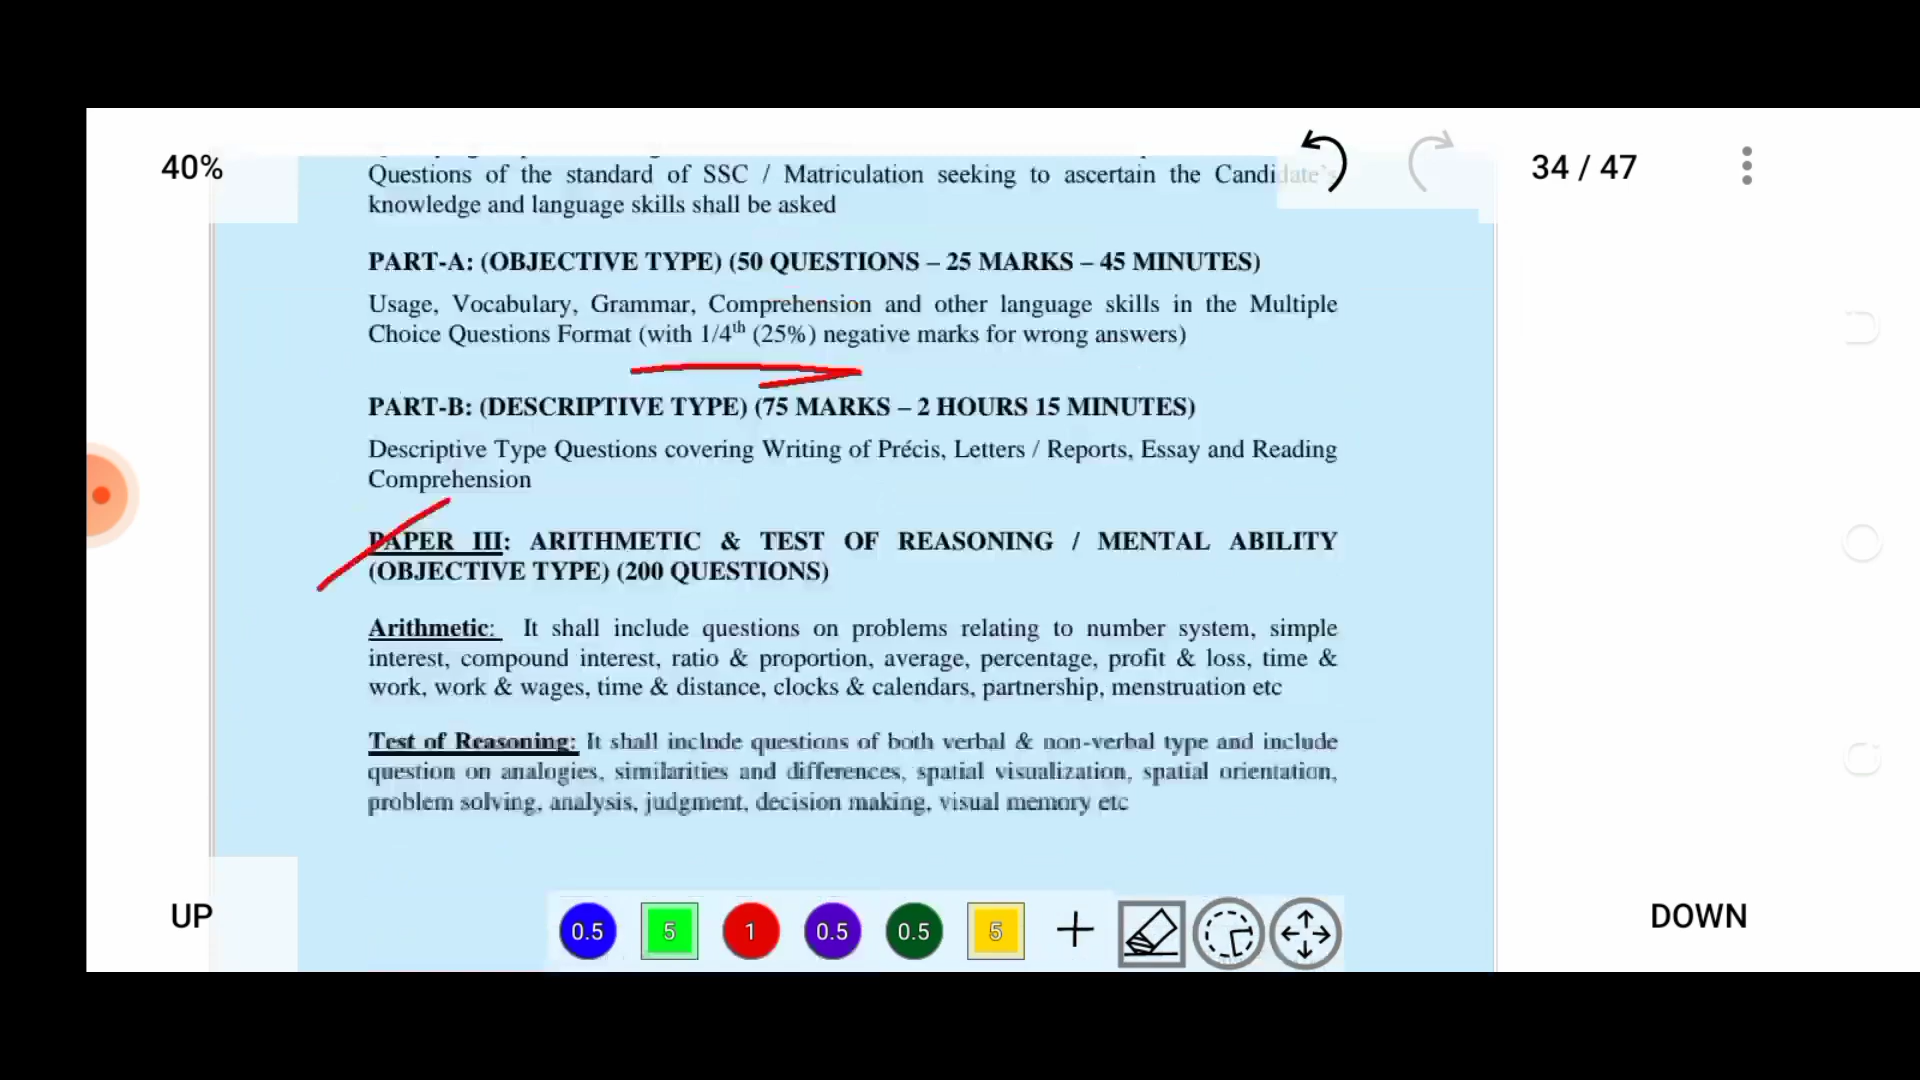 40%
34 / 47
Questions of the standard of SSC / Matriculation seeking to ascertain the Candidate`s
knowledge and language skills shall be asked
PART-A: (OBJECTIVE TYPE) (50 QUESTIONS – 25 MARKS – 45 MINUTES)
Usage, Vocabulary, Grammar, Comprehension and other language skills in the Multiple
Choice Questions Format (with 1/4th (25%) negative marks for wrong answers)
PART-B: (DESCRIPTIVE TYPE) (75 MARKS – 2 HOURS 15 MINUTES)
Descriptive Type Questions covering Writing of Précis, Letters / Reports, Essay and Reading
Comprehension
PAPER III: ARITHMETIC & TEST OF REASONING / MENTAL ABILITY
(OBJECTIVE TYPE) (200 QUESTIONS)
Arithmetic: It shall include questions on problems relating to number system, simple
interest, compound interest, ratio & proportion, average, percentage, profit & loss, time &
work, work & wages, time & distance, clocks & calendars, partnership, menstruation etc
Test of Reasoning: It shall include questions of both verbal & non-verbal type and include
question on analogies, similarities and differences, spatial visualization, spatial orientation,
problem solving, analysis, judgment, decision making, visual memory etc
UP
0.5 5 1 0.5 0.5 5
DOWN